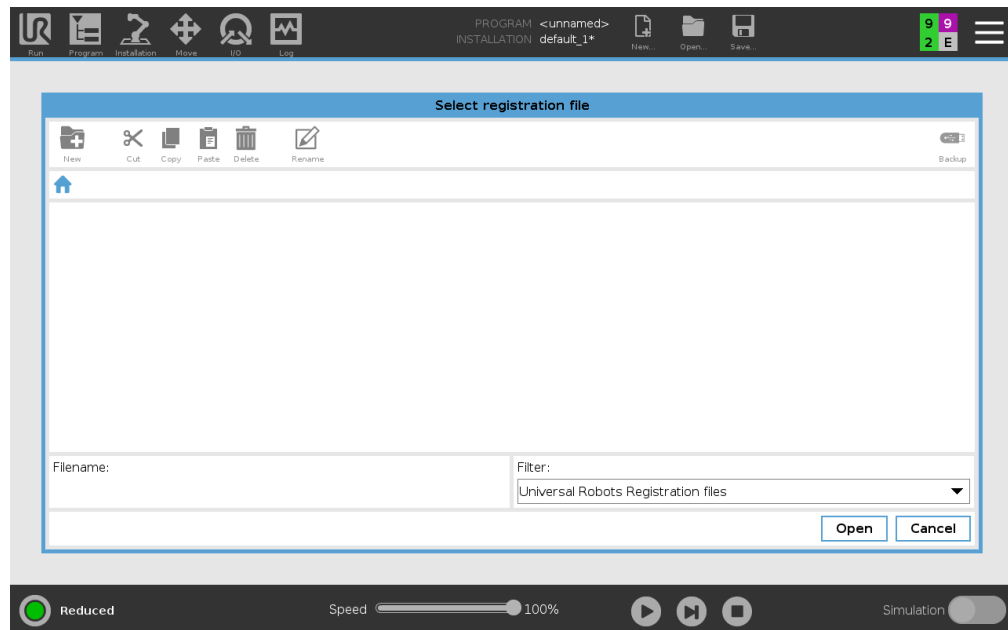 UR
Run
Program
Installation
Move
I/O
Log
PROGRAM <unnamed>
INSTALLATION default_1*
New...
Open...
Save...
9 9
2 E
Select registration file
New
Cut
Copy
Paste
Delete
Rename
Backup
Filename:
Filter:
Universal Robots Registration files
Open
Cancel
Reduced
Speed
100%
Simulation